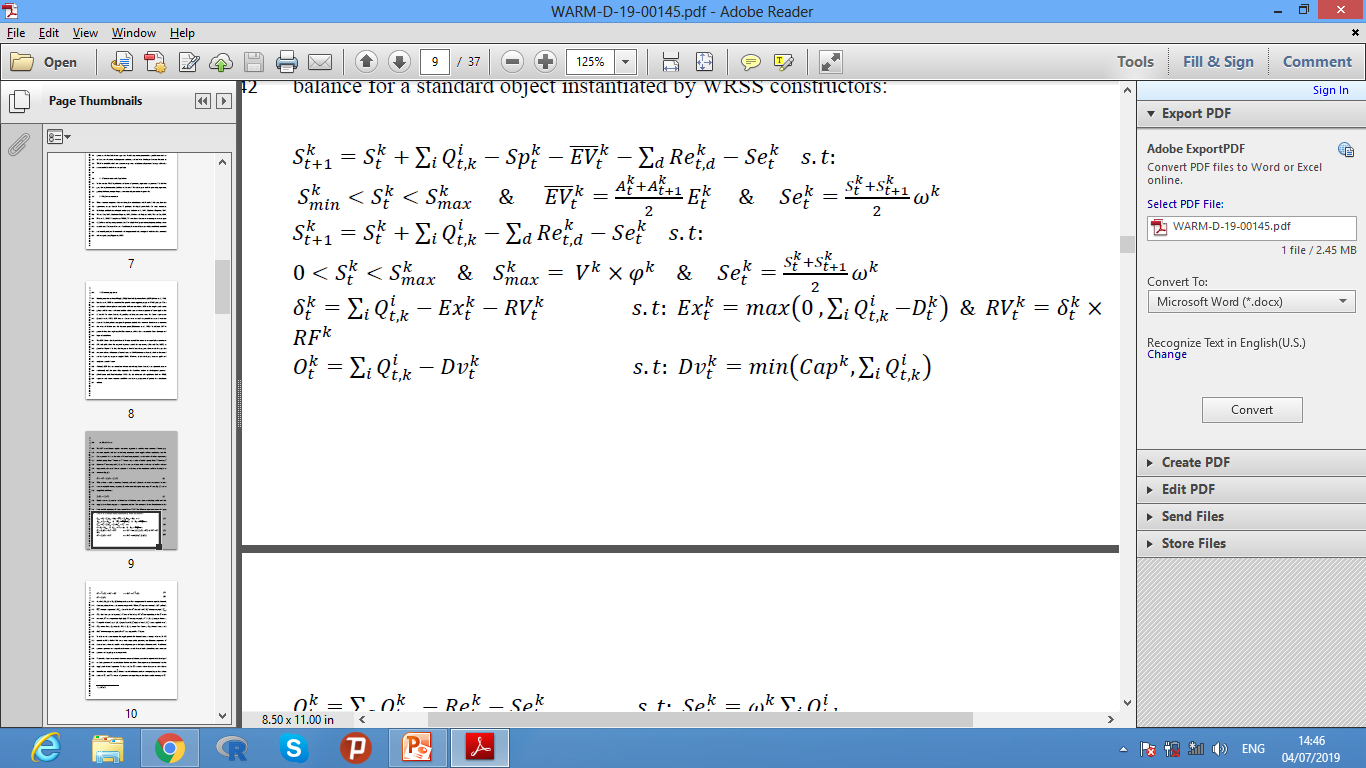 WARM-D-19-00145.pdf - Adobe Reader
File Edit View Window Help
Open 9 / 37 125% Tools Fill & Sign Comment
Page Thumbnails
7
8
9
10
42 balance for a standard object instantiated by WRSS constructors:
S_{t+1}^k = S_t^k + ∑_i Q_{t,k}^i − Sp_t^k − \overline{EV}_t^k − ∑_d Re_{t,d}^k − Se_t^k s.t:
S_{min}^k < S_t^k < S_{max}^k & \overline{EV}_t^k = \frac{A_t^k+A_{t+1}^k}{2} E_t^k & Se_t^k = \frac{S_t^k+S_{t+1}^k}{2} ω^k
S_{t+1}^k = S_t^k + ∑_i Q_{t,k}^i − ∑_d Re_{t,d}^k − Se_t^k s.t:
0 < S_t^k < S_{max}^k & S_{max}^k = V^k × φ^k & Se_t^k = \frac{S_t^k+S_{t+1}^k}{2} ω^k
δ_t^k = ∑_i Q_{t,k}^i − Ex_t^k − RV_t^k s.t: Ex_t^k = max(0 , ∑_i Q_{t,k}^i − D_t^k) & RV_t^k = δ_t^k ×
RF^k
O_t^k = ∑_i Q_{t,k}^i − Dv_t^k s.t: Dv_t^k = min(Cap^k, ∑_i Q_{t,k}^i)
8.50 x 11.00 in
Sign In
Export PDF
Adobe ExportPDF
Convert PDF files to Word or Excel
online.
Select PDF File:
WARM-D-19-00145.pdf
1 file / 2.45 MB
Convert To:
Microsoft Word (*.docx)
Recognize Text in English(U.S.)
Change
Convert
Create PDF
Edit PDF
Send Files
Store Files
ENG
14:46
04/07/2019